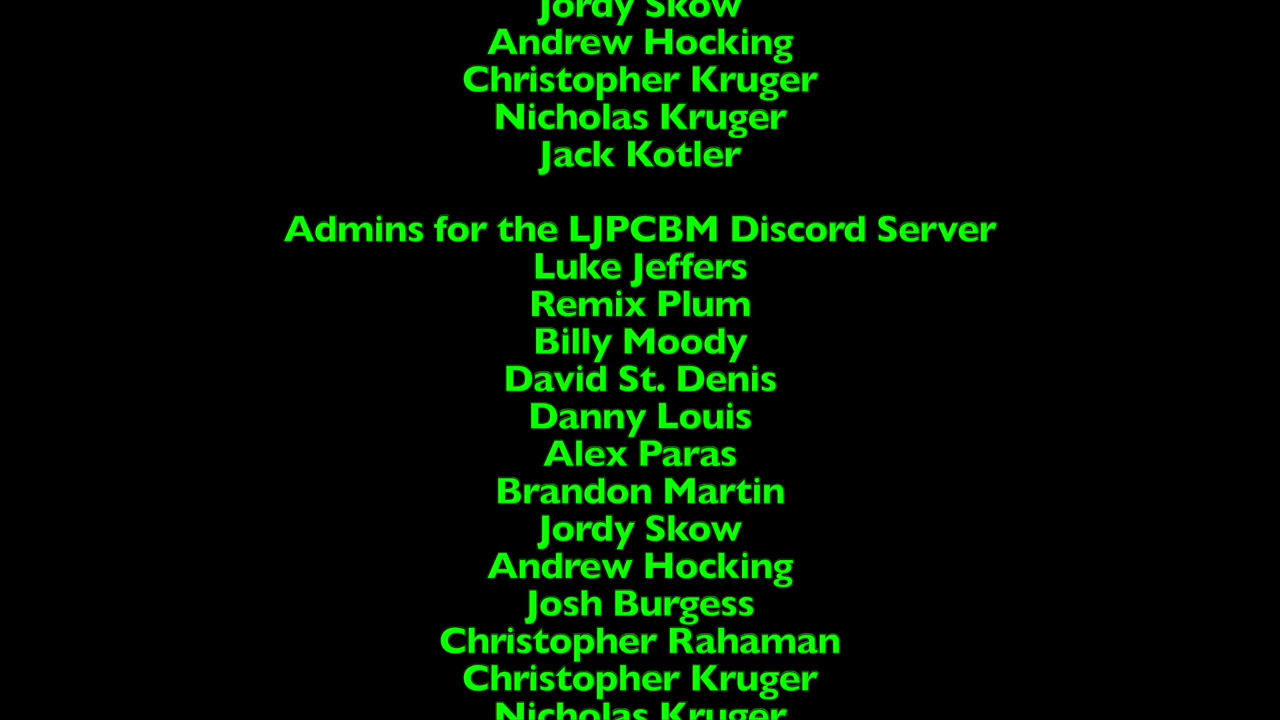 Jordy Skow
Andrew Hocking
Christopher Kruger
Nicholas Kruger
Jack Kotler
Admins for the LJPCBM Discord Server
Luke Jeffers
Remix Plum
Billy Moody
David St. Denis
Danny Louis
Alex Paras
Brandon Martin
Jordy Skow
Andrew Hocking
Josh Burgess
Christopher Rahaman
Christopher Kruger
Nicholas Kruger